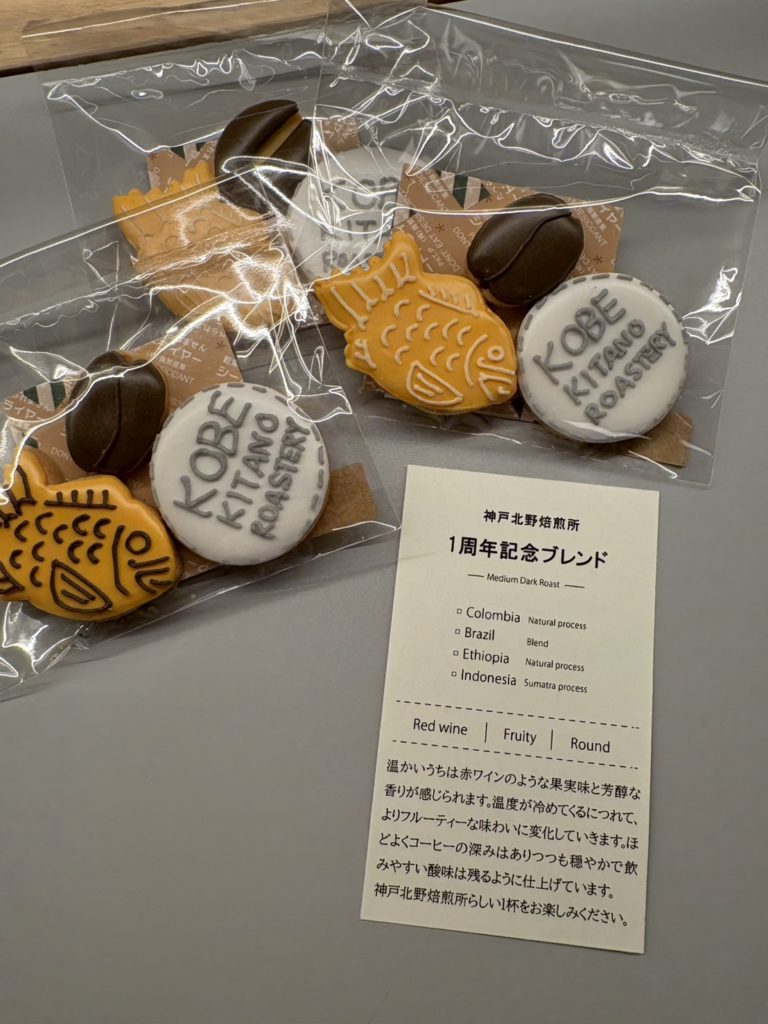 KOBE
KITANO
KOBE
KITANO
ROASTERY
KOBE
KITANO
ROASTERY
神戸北野焙煎所
1周年記念ブレンド
Medium Dark Roast
Colombia Natural process
Brazil Blend
Ethiopia Natural process
Indonesia Sumatra process
Red wine | Fruity | Round
温かいうちは赤ワインのような果実味と芳醇な
香りが感じられます。温度が冷めてくるにつれて、
よりフルーティーな味わいに変化していきます。ほ
どよくコーヒーの深みはありつつも穏やかで飲
みやすい酸味は残るように仕上げています。
神戸北野焙煎所らしい1杯をお楽しみください。